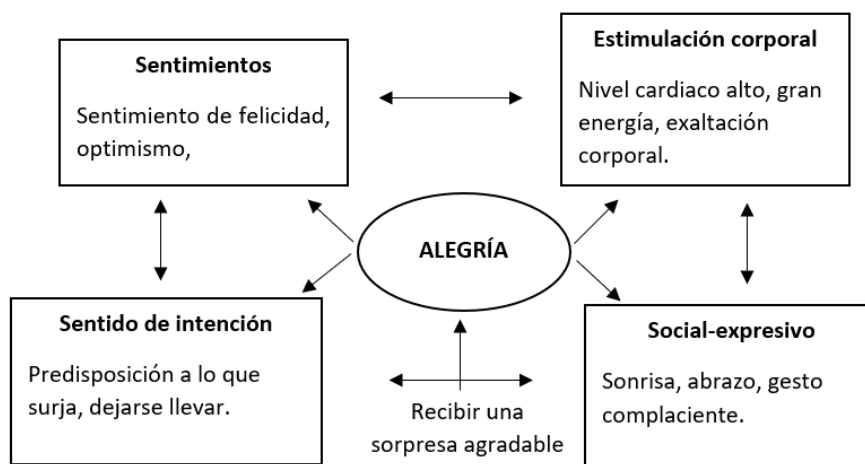 Sentimientos
Sentimiento de felicidad,
optimismo,
Estimulación corporal
Nivel cardiaco alto, gran
energía, exaltación
corporal.
ALEGRÍA
Sentido de intención
Predisposición a lo que
surja, dejarse llevar.
Recibir una
sorpresa agradable
Social-expresivo
Sonrisa, abrazo, gesto
complaciente.